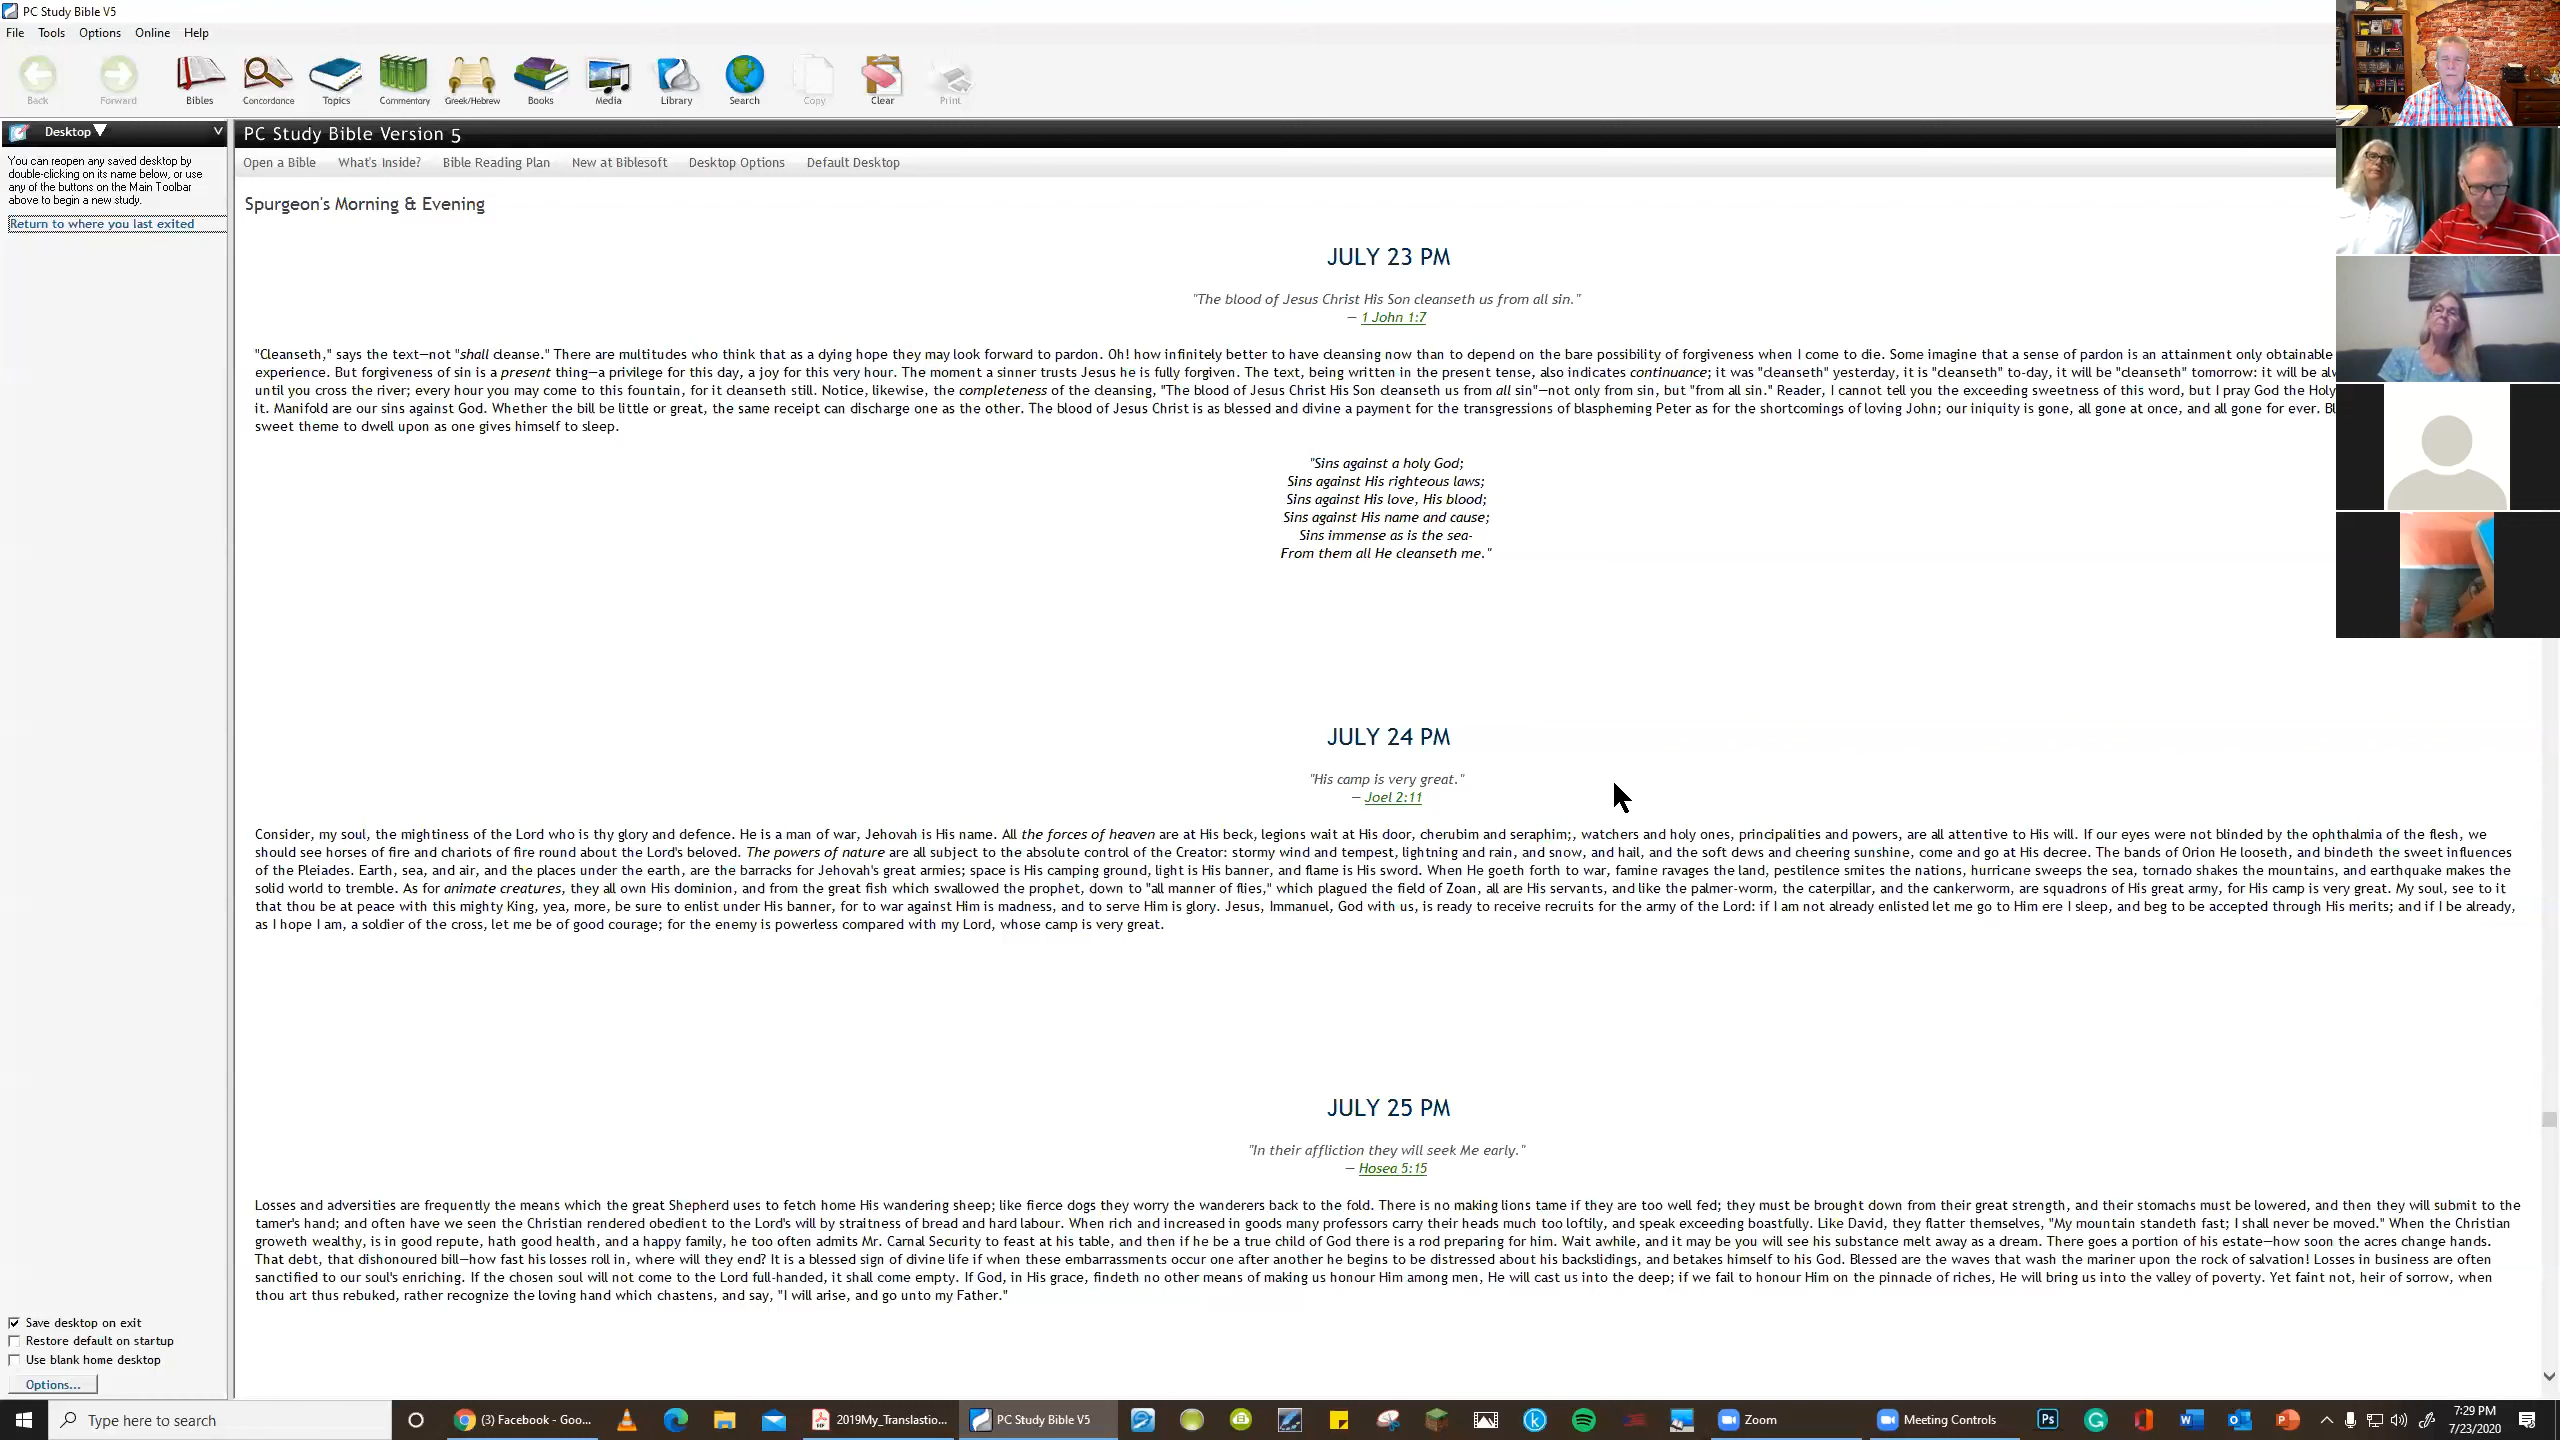 PC Study Bible V5
File Tools Options Online Help
Back Forward Bibles Concordance Topics Commentary Greek/Hebrew Books Media Library Search Copy Clear Print
Desktop
V
You can reopen any saved desktop by
double-clicking on its name below, or use
any of the buttons on the Main Toolbar
above to begin a new study.
Return to where you last exited
PC Study Bible Version 5
Open a Bible What's Inside? Bible Reading Plan New at Biblesoft Desktop Options Default Desktop
Spurgeon's Morning & Evening
JULY 23 PM
"The blood of Jesus Christ His Son cleanseth us from all sin."
— 1 John 1:7
"Cleanseth," says the text—not "shall cleanse." There are multitudes who think that as a dying hope they may look forward to pardon. Oh! how infinitely better to have cleansing now than to depend on the bare possibility of forgiveness when I come to die. Some imagine that a sense of pardon is an attainment only obtainable
experience. But forgiveness of sin is a present thing—a privilege for this day, a joy for this very hour. The moment a sinner trusts Jesus he is fully forgiven. The text, being written in the present tense, also indicates continuance; it was "cleanseth" yesterday, it is "cleanseth" to-day, it will be "cleanseth" tomorrow: it will be
until you cross the river; every hour you may come to this fountain, for it cleanseth still. Notice, likewise, the completeness of the cleansing, "The blood of Jesus Christ His Son cleanseth us from all sin"—not only from sin, but "from all sin." Reader, I cannot tell you the exceeding sweetness of this word, but I pray God the Holy
it. Manifold are our sins against God. Whether the bill be little or great, the same receipt can discharge one as the other. The blood of Jesus Christ is as blessed and divine a payment for the transgressions of blaspheming Peter as for the shortcomings of loving John; our iniquity is gone, all gone at once, and all gone for ever.
sweet theme to dwell upon as one gives himself to sleep.
"Sins against a holy God;
Sins against His righteous laws;
Sins against His love, His blood;
Sins against His name and cause;
Sins immense as is the sea-
From them all He cleanseth me."
JULY 24 PM
"His camp is very great."
— Joel 2:11
Consider, my soul, the mightiness of the Lord who is thy glory and defence. He is a man of war, Jehovah is His name. All the forces of heaven are at His beck, legions wait at His door, cherubim and seraphim;, watchers and holy ones, principalities and powers, are all attentive to His will. If our eyes were not blinded by the ophthalmia of the flesh, we
should see horses of fire and chariots of fire round about the Lord's beloved. The powers of nature are all subject to the absolute control of the Creator: stormy wind and tempest, lightning and rain, and snow, and hail, and the soft dews and cheering sunshine, come and go at His decree. The bands of Orion He looseth, and bindeth the sweet influences
of the Pleiades. Earth, sea, and air, and the places under the earth, are the barracks for Jehovah's great armies; space is His camping ground, light is His banner, and flame is His sword. When He goeth forth to war, famine ravages the land, pestilence smites the nations, hurricane sweeps the sea, tornado shakes the mountains, and earthquake makes the
solid world to tremble. As for animate creatures, they all own His dominion, and from the great fish which swallowed the prophet, down to "all manner of flies," which plagued the field of Zoan, all are His servants, and like the palmer-worm, the caterpillar, and the cankerworm, are squadrons of His great army, for His camp is very great. My soul, see to it
that thou be at peace with this mighty King, yea, more, be sure to enlist under His banner, for to war against Him is madness, and to serve Him is glory. Jesus, Immanuel, God with us, is ready to receive recruits for the army of the Lord: if I am not already enlisted let me go to Him ere I sleep, and beg to be accepted through His merits; and if I be already,
as I hope I am, a soldier of the cross, let me be of good courage; for the enemy is powerless compared with my Lord, whose camp is very great.
JULY 25 PM
"In their affliction they will seek Me early."
— Hosea 5:15
Losses and adversities are frequently the means which the great Shepherd uses to fetch home His wandering sheep; like fierce dogs they worry the wanderers back to the fold. There is no making lions tame if they are too well fed; they must be brought down from their great strength, and their stomachs must be lowered, and then they will submit to the
tamer's hand; and often have we seen the Christian rendered obedient to the Lord's will by straitness of bread and hard labour. When rich and increased in goods many professors carry their heads much too loftily, and speak exceeding boastfully. Like David, they flatter themselves, "My mountain standeth fast; I shall never be moved." When the Christian
groweth wealthy, is in good repute, hath good health, and a happy family, he too often admits Mr. Carnal Security to feast at his table, and then if he be a true child of God there is a rod preparing for him. Wait awhile, and it may be you will see his substance melt away as a dream. There goes a portion of his estate—how soon the acres change hands.
That debt, that dishonoured bill—how fast his losses roll in, where will they end? It is a blessed sign of divine life if when these embarrassments occur one after another he begins to be distressed about his backslidings, and betakes himself to his God. Blessed are the waves that wash the mariner upon the rock of salvation! Losses in business are often
sanctified to our soul's enriching. If the chosen soul will not come to the Lord full-handed, it shall come empty. If God, in His grace, findeth no other means of making us honour Him among men, He will cast us into the deep; if we fail to honour Him on the pinnacle of riches, He will bring us into the valley of poverty. Yet faint not, heir of sorrow, when
thou art thus rebuked, rather recognize the loving hand which chastens, and say, "I will arise, and go unto my Father."
Save desktop on exit
Restore default on startup
Use blank home desktop
Options...
Type here to search
(3) Facebook - Goo...
2019My_Translastio...
PC Study Bible V5
Zoom
Meeting Controls
Ps
7:29 PM
7/23/2020